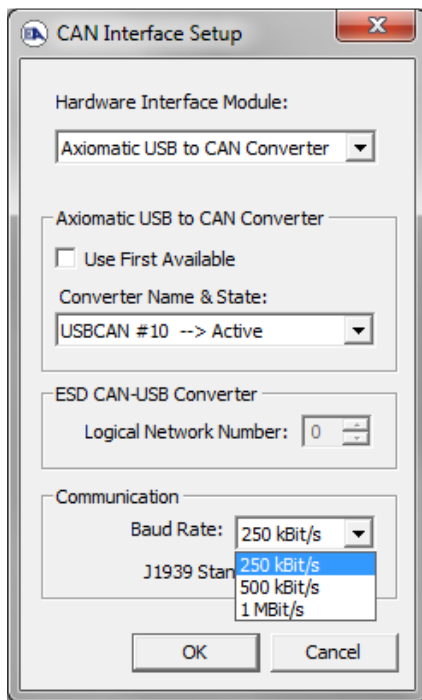 CAN Interface Setup
Hardware Interface Module:
Axiomatic USB to CAN Converter
Axiomatic USB to CAN Converter
Use First Available
Converter Name & State:
USBCAN #10 --> Active
ESD CAN-USB Converter
Logical Network Number: 0
Communication
Baud Rate: 250 kBit/s
250 kBit/s
J1939 Stan
500 kBit/s
1 MBit/s
OK Cancel